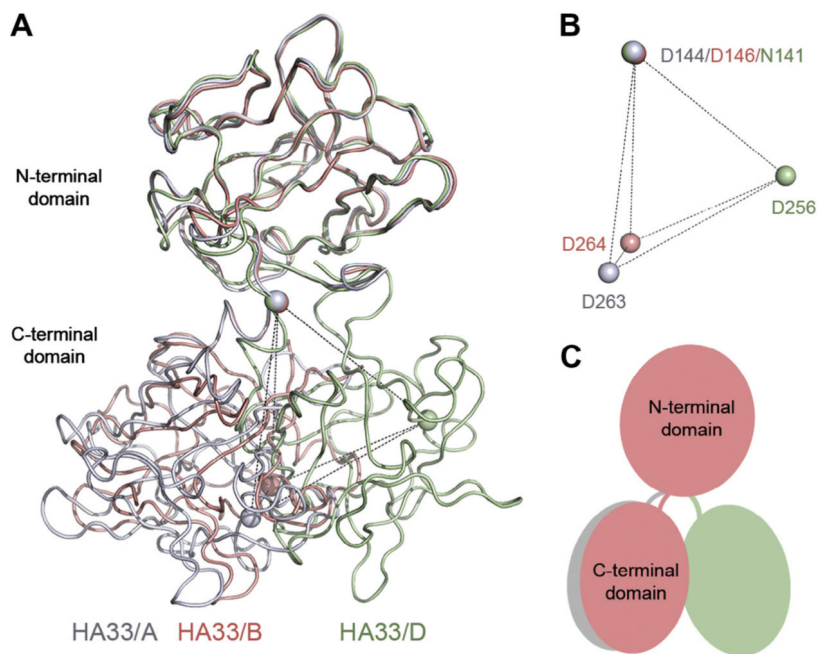 A
N-terminal
domain
C-terminal
domain
HA33/A HA33/B HA33/D
B
D144/D146/N141
D256
D264
D263
C
N-terminal
domain
C-terminal
domain